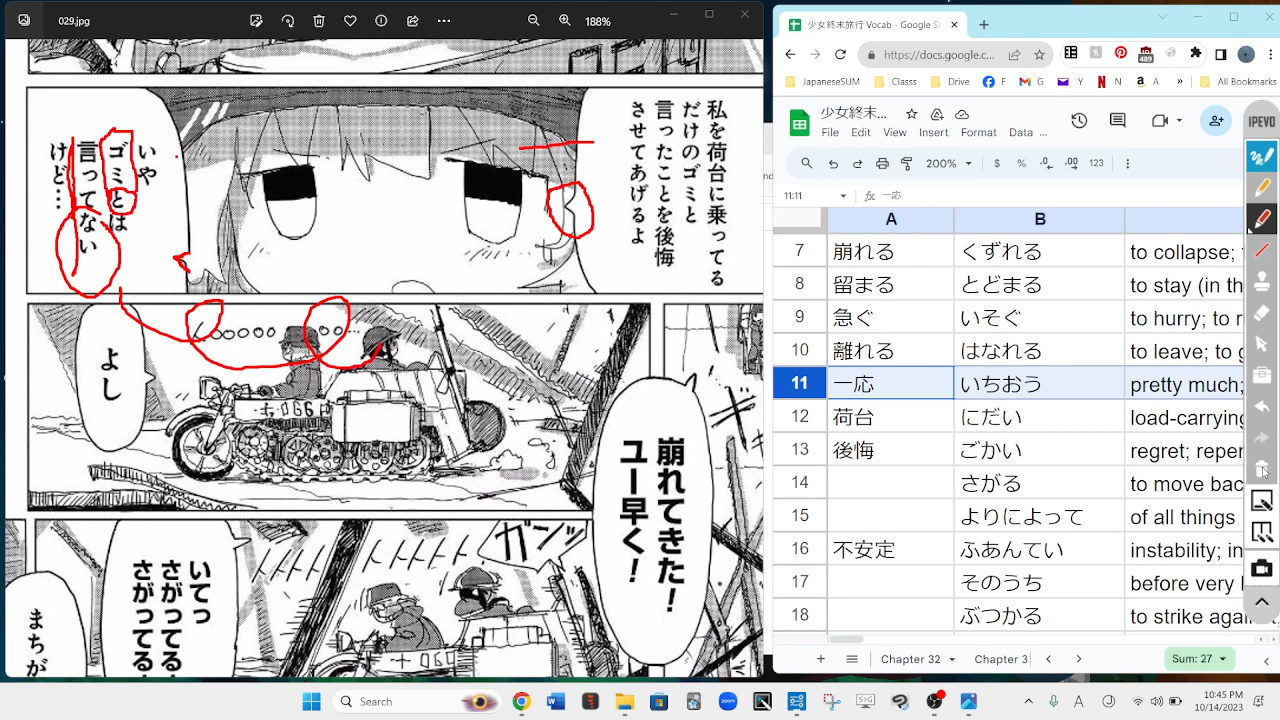 029.jpg
188%
私を荷台に乗ってる
だけのゴミと
言ったことを後悔
させてあげるよ
いや
ゴミとは
言ってない
けど…
よし
066
崩れてきた!
ユー早く!
ガンッ
いてっ
さがってる
さがってる!
まちが
少女終末旅行 Vocab - Google S
https://docs.google.c...
JapaneseSUM
Classs
Drive
F
G
Y
N
A
»
All Bookmarks
少女終末...
Edit
View
Insert
Format
Data ...
200%
$
%
.0
.00
123
11:11
fx 一応
A
B
7 崩れる くずれる to collapse;
8 留まる とどまる to stay (in th
9 急ぐ いそぐ to hurry; to r
10 離れる はなれる to leave; to g
11 一応 いちおう pretty much;
12 荷台 にだい load-carrying
13 後悔 ごかい regret; reper
14 さがる to move bac
15 よりによって of all things
16 不安定 ふあんてい instability; in
17 そのうち before very
18 ぶつかる to strike again
Chapter 32
Chapter 3
Sum: 27
IPEVO
Search
zoom
10:45 PM
10/14/2023